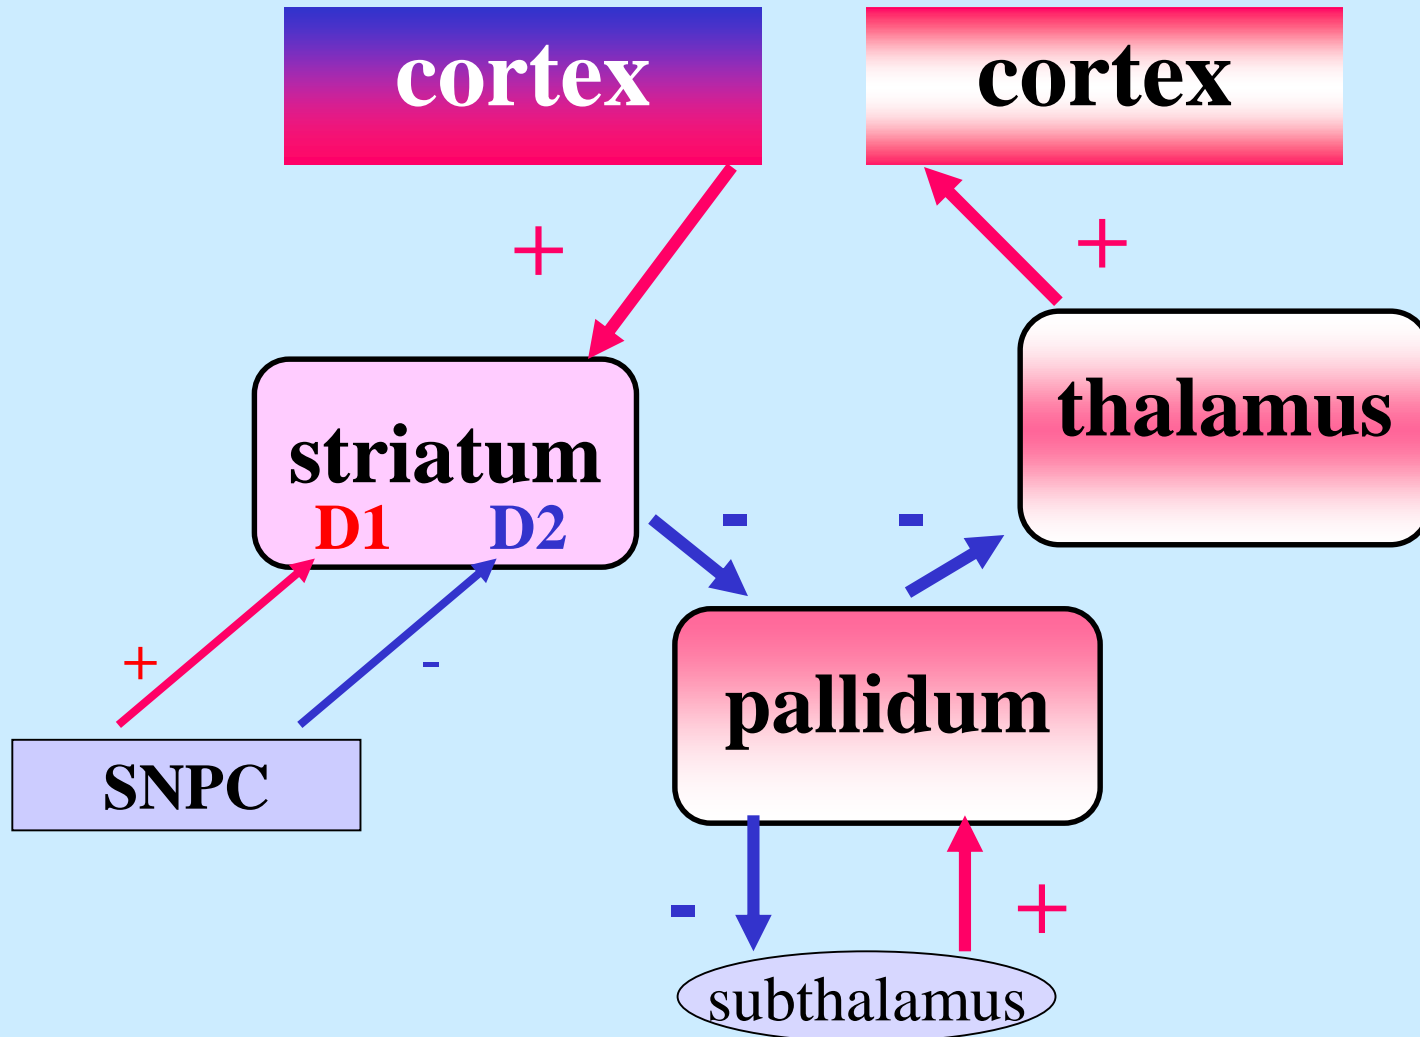 cortex
cortex
+
+
striatum
D1 D2
thalamus
-
-
+
-
pallidum
SNPC
-
+
subthalamus